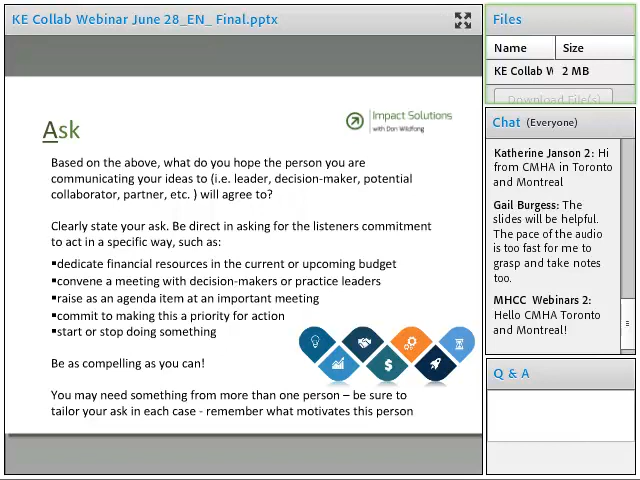 KE Collab Webinar June 28_EN_ Final.pptx
Ask
Impact Solutions
with Don Wildfong
Based on the above, what do you hope the person you are
communicating your ideas to (i.e. leader, decision-maker, potential
collaborator, partner, etc. ) will agree to?
Clearly state your ask. Be direct in asking for the listeners commitment
to act in a specific way, such as:
▪dedicate financial resources in the current or upcoming budget
▪convene a meeting with decision-makers or practice leaders
▪raise as an agenda item at an important meeting
▪commit to making this a priority for action
▪start or stop doing something
Be as compelling as you can!
$
You may need something from more than one person – be sure to
tailor your ask in each case - remember what motivates this person
Files
Name Size
KE Collab W 2 MB
Download File(s)
Chat (Everyone)
Katherine Janson 2: Hi
from CMHA in Toronto
and Montreal
Gail Burgess: The
slides will be helpful.
The pace of the audio
is too fast for me to
grasp and take notes
too.
MHCC Webinars 2:
Hello CMHA Toronto
and Montreal!
Q & A